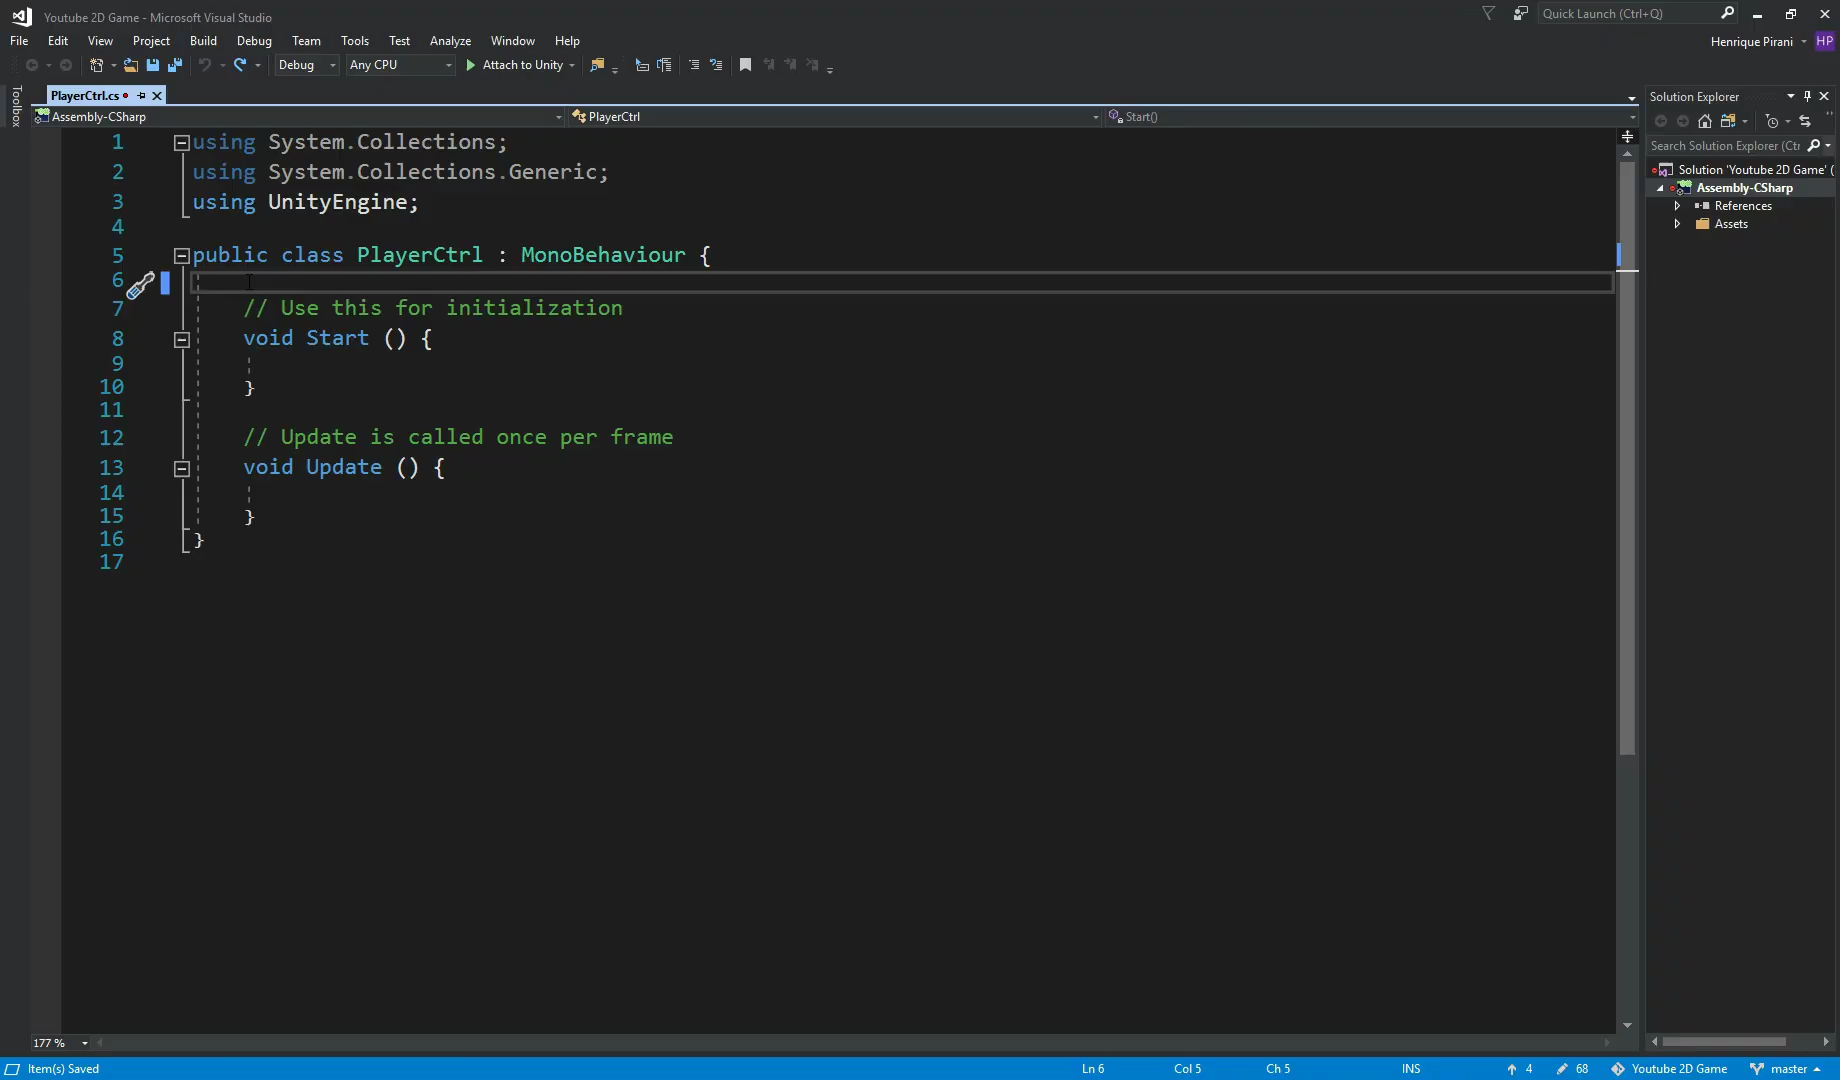 Youtube 2D Game - Microsoft Visual Studio
Quick Launch (Ctrl+Q)
File Edit View Project Build Debug Team Tools Test Analyze Window Help
Henrique Pirani HP
Debug Any CPU Attach to Unity
Toolbox
PlayerCtrl.cs
Assembly-CSharp PlayerCtrl Start()
1 using System.Collections;
2 using System.Collections.Generic;
3 using UnityEngine;
4
5 public class PlayerCtrl : MonoBehaviour {
6
7 // Use this for initialization
8 void Start () {
9
10 }
11
12 // Update is called once per frame
13 void Update () {
14
15 }
16 }
17
Solution Explorer
Search Solution Explorer (Ctr
Solution 'Youtube 2D Game' (
Assembly-CSharp
References
Assets
177 %
Item(s) Saved Ln 6 Col 5 Ch 5 INS 4 68 Youtube 2D Game master